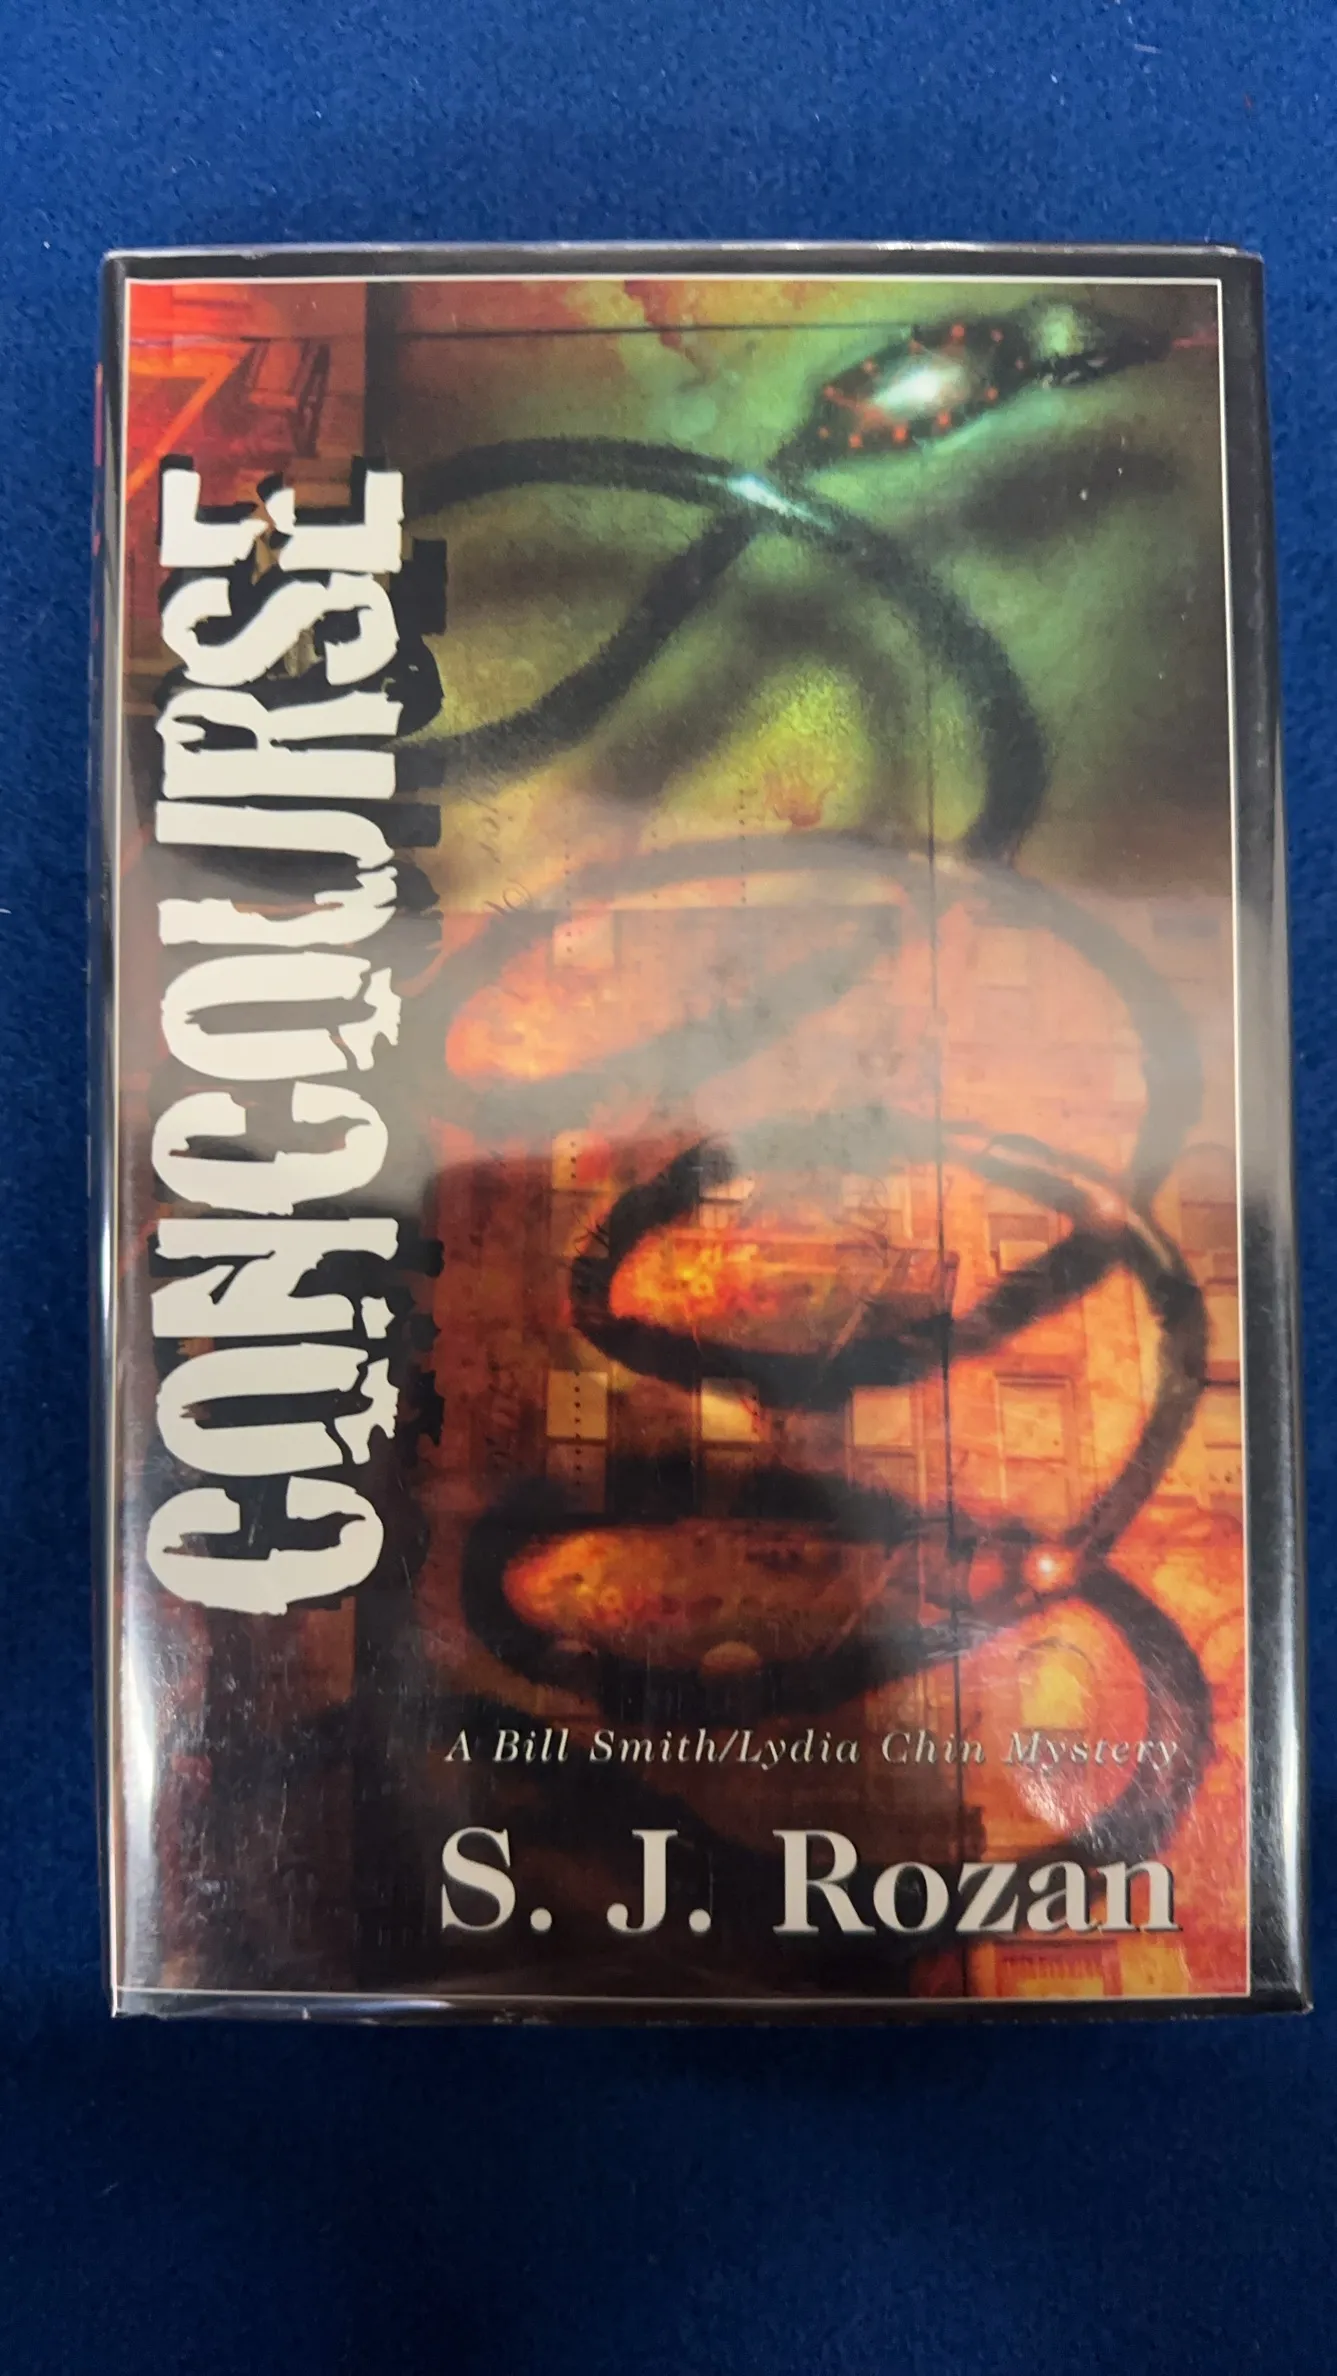 CONCOURSE
A Bill Smith/Lydia Chin Mystery
S. J. Rozan